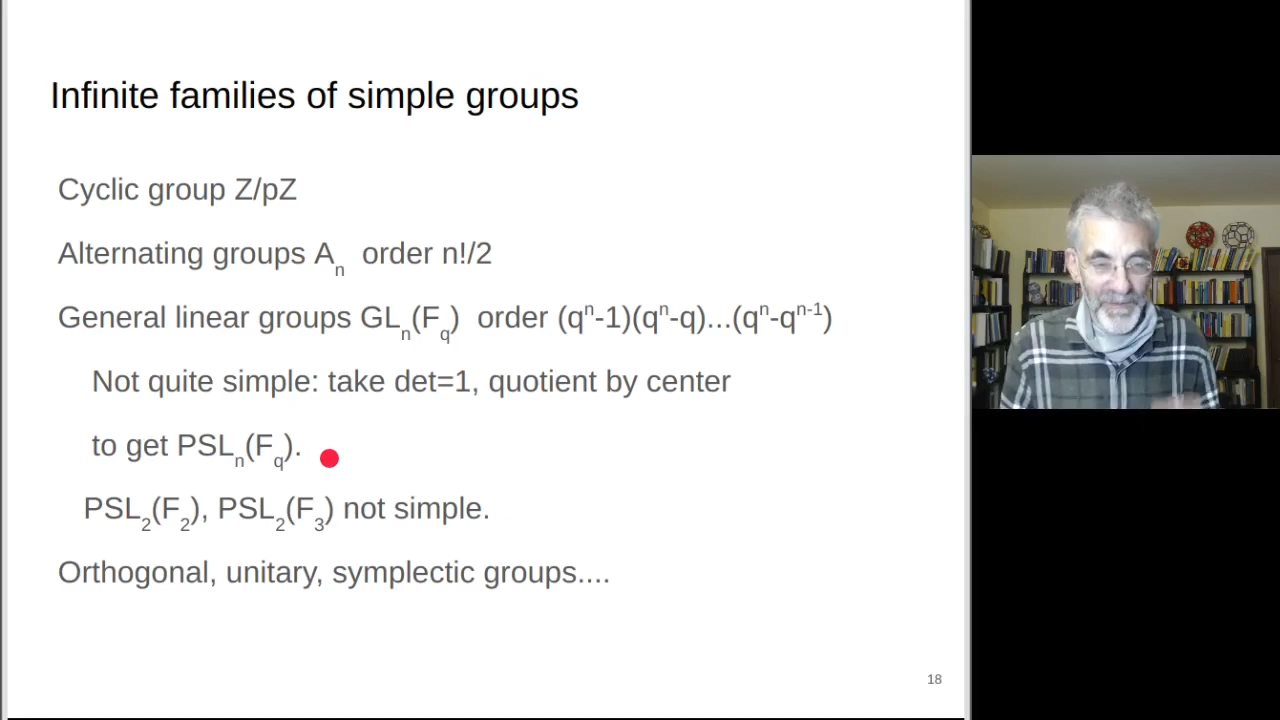 Infinite families of simple groups
Cyclic group Z/pZ
Alternating groups Aₙ order n!/2
General linear groups GLₙ(F_q) order (qⁿ-1)(qⁿ-q)...(qⁿ-qⁿ⁻¹)
Not quite simple: take det=1, quotient by center
to get PSLₙ(F_q).
PSL₂(F₂), PSL₂(F₃) not simple.
Orthogonal, unitary, symplectic groups....
18